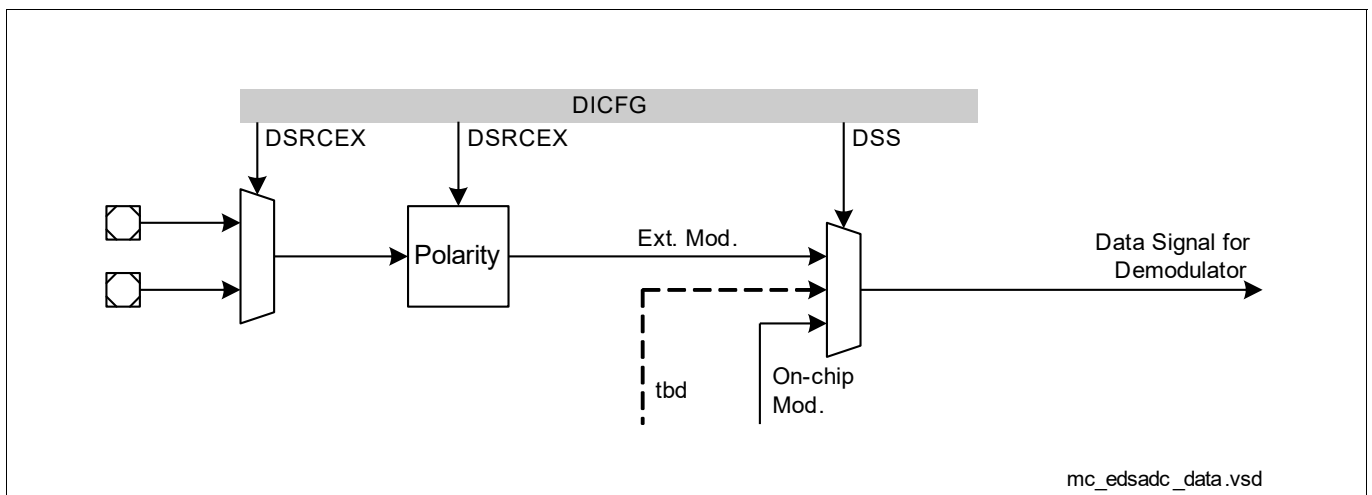 DICFG
DSRCEX
DSRCEX
DSS
Polarity
Ext. Mod.
Data Signal for
Demodulator
tbd
On-chip
Mod.
mc_edsadc_data.vsd